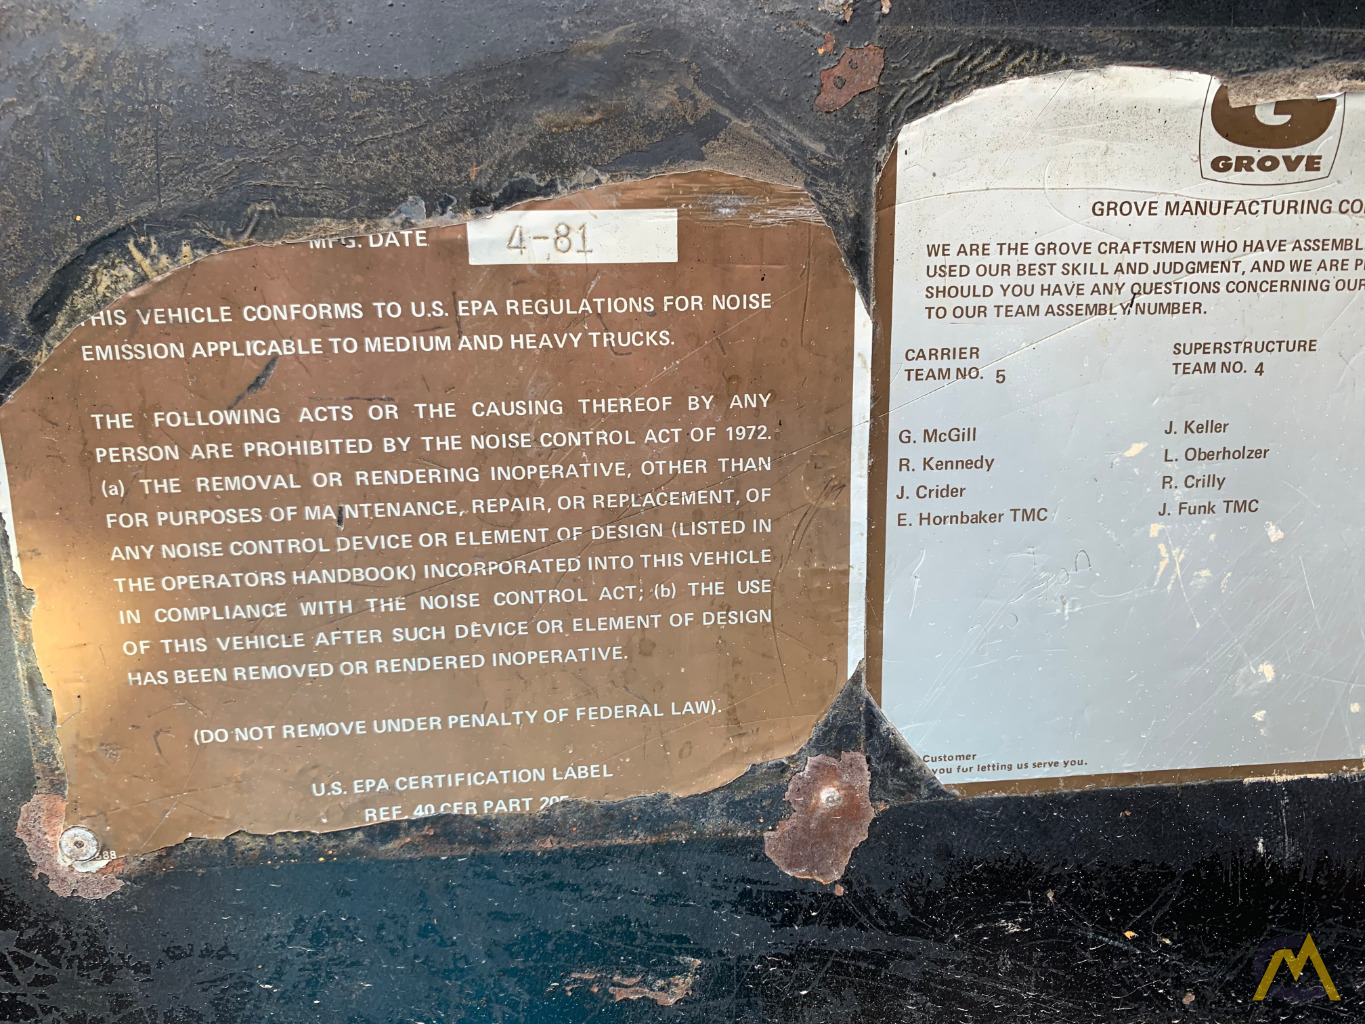 MFG. DATE 4-81
THIS VEHICLE CONFORMS TO U.S. EPA REGULATIONS FOR NOISE
EMISSION APPLICABLE TO MEDIUM AND HEAVY TRUCKS.
THE FOLLOWING ACTS OR THE CAUSING THEREOF BY ANY
PERSON ARE PROHIBITED BY THE NOISE CONTROL ACT OF 1972.
(a) THE REMOVAL OR RENDERING INOPERATIVE, OTHER THAN
FOR PURPOSES OF MAINTENANCE, REPAIR, OR REPLACEMENT, OF
ANY NOISE CONTROL DEVICE OR ELEMENT OF DESIGN (LISTED IN
THE OPERATORS HANDBOOK) INCORPORATED INTO THIS VEHICLE
IN COMPLIANCE WITH THE NOISE CONTROL ACT; (b) THE USE
OF THIS VEHICLE AFTER SUCH DEVICE OR ELEMENT OF DESIGN
HAS BEEN REMOVED OR RENDERED INOPERATIVE.
(DO NOT REMOVE UNDER PENALTY OF FEDERAL LAW).
U.S. EPA CERTIFICATION LABEL
REF. 40 CFR PART 205
G
GROVE
GROVE MANUFACTURING CO
WE ARE THE GROVE CRAFTSMEN WHO HAVE ASSEMBL
USED OUR BEST SKILL AND JUDGMENT, AND WE ARE P
SHOULD YOU HAVE ANY QUESTIONS CONCERNING OUR
TO OUR TEAM ASSEMBLY NUMBER.
CARRIER
TEAM NO. 5
G. McGill
R. Kennedy
J. Crider
E. Hornbaker TMC
SUPERSTRUCTURE
TEAM NO. 4
J. Keller
L. Oberholzer
R. Crilly
J. Funk TMC
Customer
you for letting us serve you.